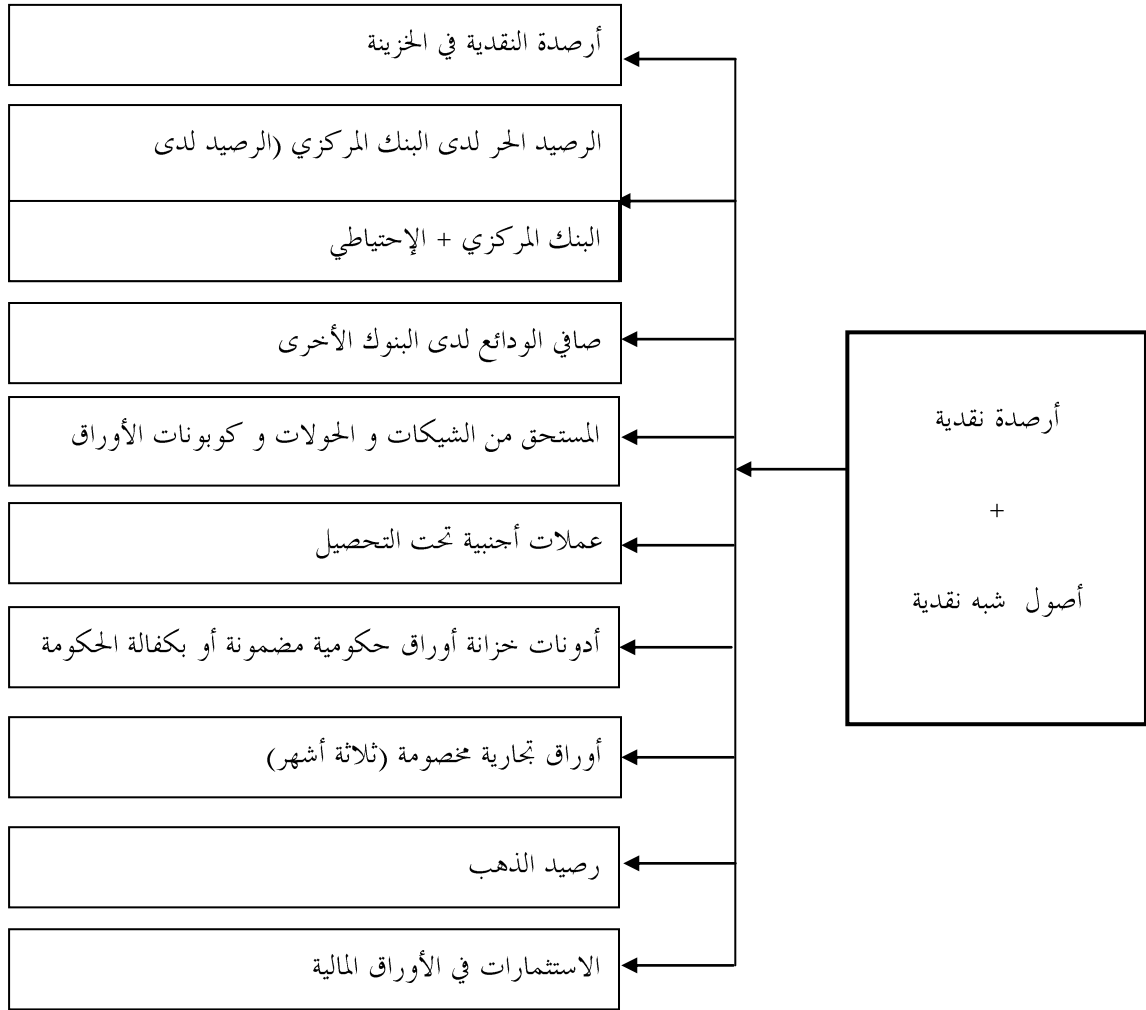 أرصدة النقدية في الخزينة
الرصيد الحر لدى البنك المركزي (الرصيد لدى
البنك المركزي + الإحتياطي
صافي الودائع لدى البنوك الأخرى
المستحق من الشيكات و الحولات و كوبونات الأوراق
عملات أجنبية تحت التحصيل
أدونات خزانة أوراق حكومية مضمونة أو بكفالة الحكومة
أوراق تجارية مخصومة (ثلاثة أشهر)
رصيد الذهب
الاستثمارات في الأوراق المالية
أرصدة نقدية
+
أصول شبه نقدية